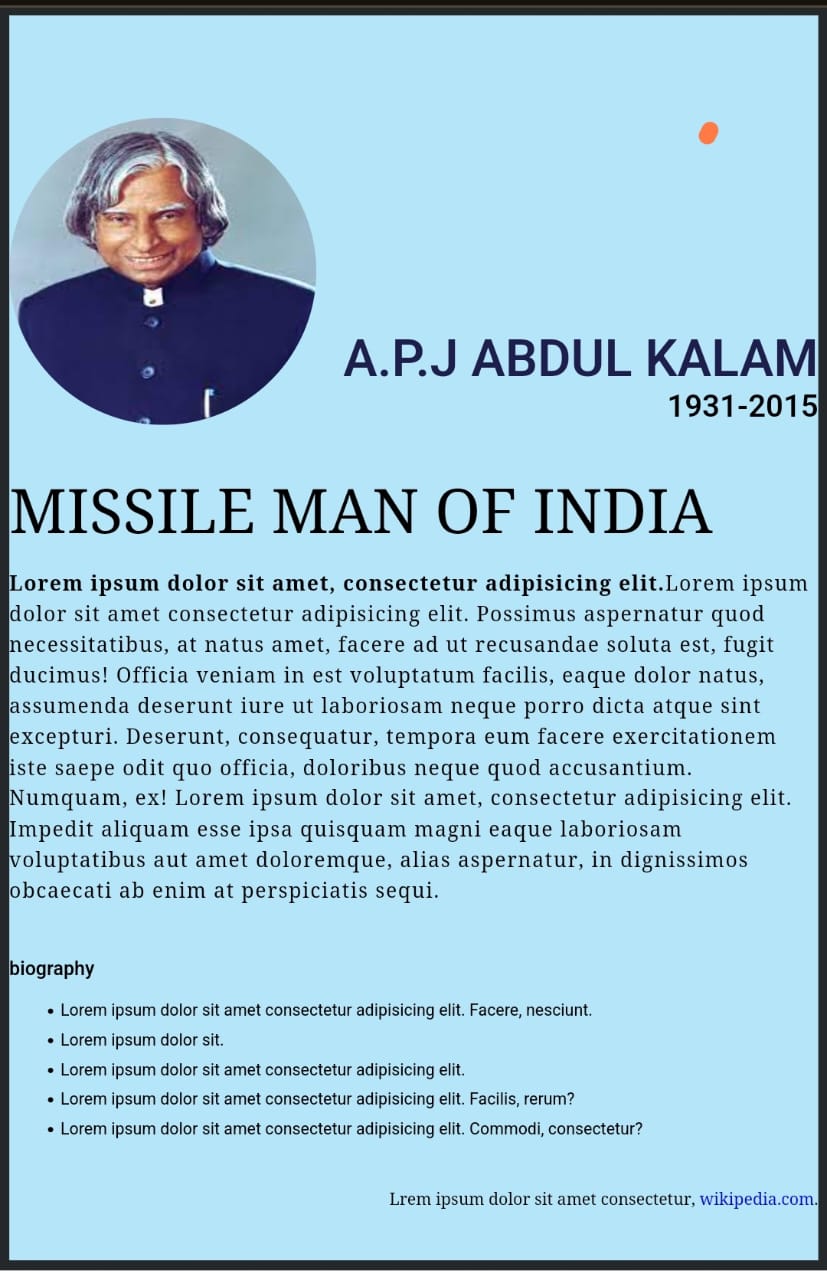 A.P.J ABDUL KALAM
1931-2015
MISSILE MAN OF INDIA
Lorem ipsum dolor sit amet, consectetur adipisicing elit.Lorem ipsum
dolor sit amet consectetur adipisicing elit. Possimus aspernatur quod
necessitatibus, at natus amet, facere ad ut recusandae soluta est, fugit
ducimus! Officia veniam in est voluptatum facilis, eaque dolor natus,
assumenda deserunt iure ut laboriosam neque porro dicta atque sint
excepturi. Deserunt, consequatur, tempora eum facere exercitationem
iste saepe odit quo officia, doloribus neque quod accusantium.
Numquam, ex! Lorem ipsum dolor sit amet, consectetur adipisicing elit.
Impedit aliquam esse ipsa quisquam magni eaque laboriosam
voluptatibus aut amet doloremque, alias aspernatur, in dignissimos
obcaecati ab enim at perspiciatis sequi.
biography
• Lorem ipsum dolor sit amet consectetur adipisicing elit. Facere, nesciunt.
• Lorem ipsum dolor sit.
• Lorem ipsum dolor sit amet consectetur adipisicing elit.
• Lorem ipsum dolor sit amet consectetur adipisicing elit. Facilis, rerum?
• Lorem ipsum dolor sit amet consectetur adipisicing elit. Commodi, consectetur?
Lrem ipsum dolor sit amet consectetur, wikipedia.com.